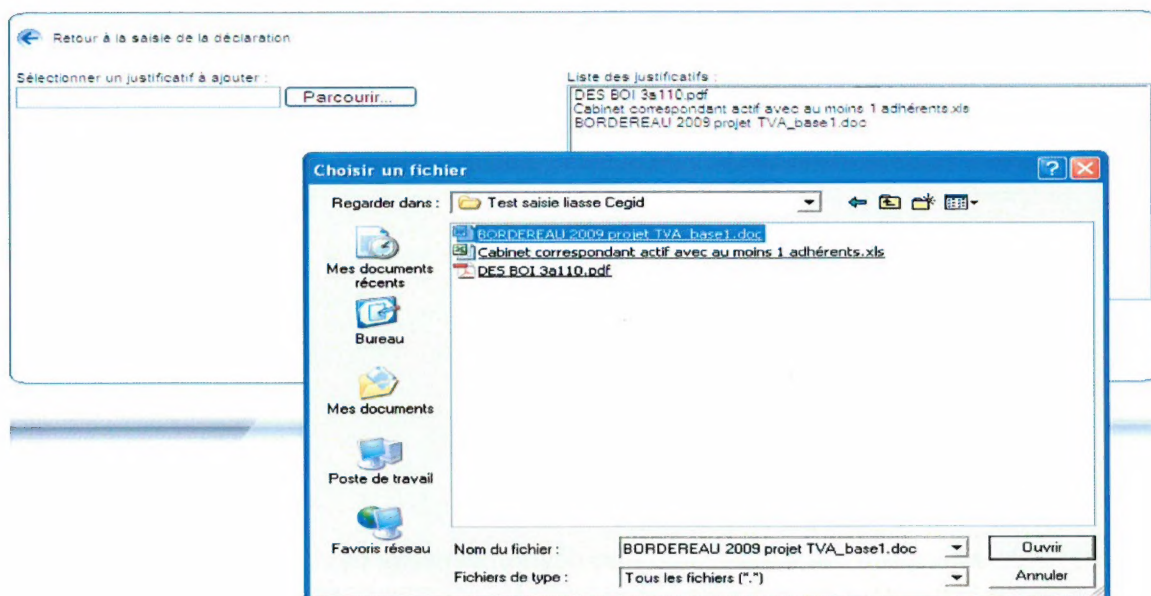 Retour à la saisie de la déclaration
Sélectionner un justificatif à ajouter :
Parcourir...
Liste des justificatifs :
DES BOI 3a110.pdf
Cabinet correspondant actif avec au moins 1 adhérents.xls
BORDEREAU 2009 projet TVA_base1.doc
Choisir un fichier
Regarder dans :
Test saisie liasse Cegid
BORDEREAU 2009 projet TVA_base1.doc
Cabinet correspondant actif avec au moins 1 adhérents.xls
DES BOI 3a110.pdf
Mes documents
récents
Bureau
Mes documents
Poste de travail
Favoris réseau
Nom du fichier :
BORDEREAU 2009 projet TVA_base1.doc
Ouvrir
Fichiers de type :
Tous les fichiers (".")
Annuler